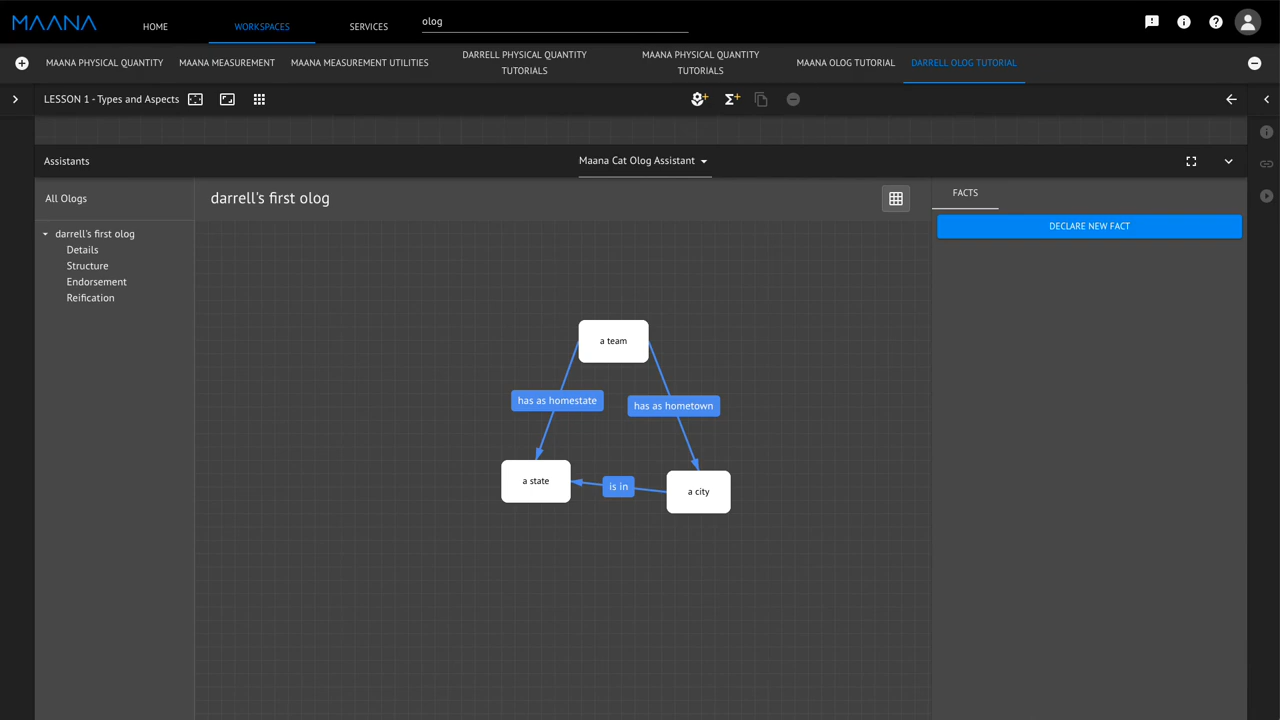 MAANA
HOME
WORKSPACES
SERVICES
olog
MAANA PHYSICAL QUANTITY
MAANA MEASUREMENT
MAANA MEASUREMENT UTILITIES
DARRELL PHYSICAL QUANTITY
TUTORIALS
MAANA PHYSICAL QUANTITY
TUTORIALS
MAANA OLOG TUTORIAL
DARRELL OLOG TUTORIAL
LESSON 1 - Types and Aspects
Assistants
Maana Cat Olog Assistant
All Ologs
darrell's first olog
Details
Structure
Endorsement
Reification
darrell's first olog
a team
has as homestate
has as hometown
a state
is in
a city
FACTS
DECLARE NEW FACT